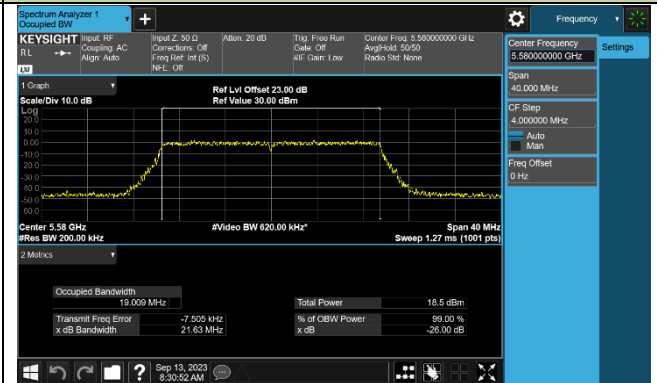 Spectrum Analyzer 1
Occupied BW
Frequency
KEYSIGHT
RL
LXI
Input: RF
Coupling: AC
Align: Auto
Input Z: 50 Ω
Corrections: Off
Freq Ref: Int (S)
NFE: Off
Atten: 20 dB
Trig: Free Run
Gate: Off
#IF Gain: Low
Center Freq: 5.580000000 GHz
Avg|Hold: 50/50
Radio Std: None
Center Frequency
5.580000000 GHz
Settings
Span
40.000 MHz
CF Step
4.000000 MHz
Auto
Man
Freq Offset
0 Hz
1 Graph
Scale/Div 10.0 dB
Ref Lvl Offset 23.00 dB
Ref Value 30.00 dBm
Log
20.0
10.0
0.00
-10.0
-20.0
-30.0
-40.0
-50.0
-60.0
Center 5.58 GHz
#Res BW 200.00 kHz
#Video BW 620.00 kHz*
Span 40 MHz
Sweep 1.27 ms (1001 pts)
2 Metrics
Occupied Bandwidth
19.009 MHz
Total Power 18.5 dBm
Transmit Freq Error -7.505 kHz
% of OBW Power 99.00 %
x dB Bandwidth 21.63 MHz
x dB -26.00 dB
?
Sep 13, 2023
8:30:52 AM